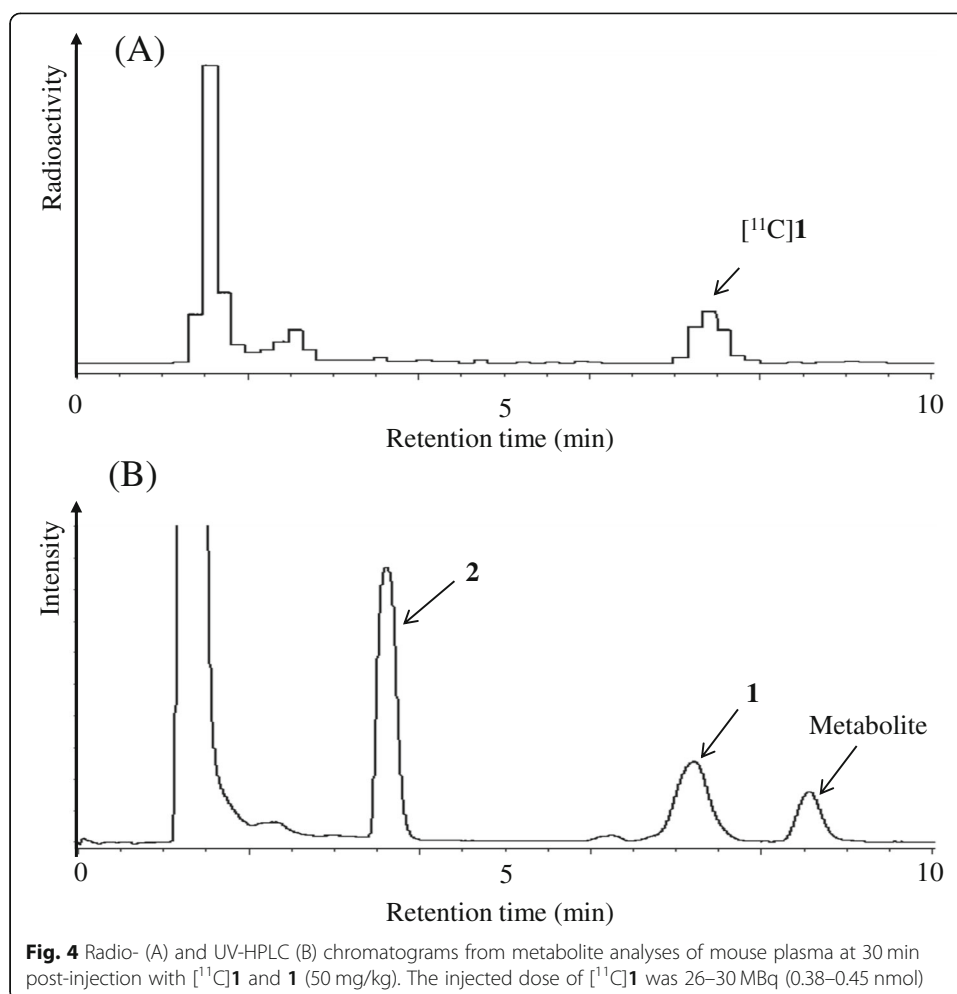 (A)
Radioactivity
[¹¹C]1
0
5
10
Retention time (min)
(B)
Intensity
2
1
Metabolite
0
5
10
Retention time (min)
Fig. 4 Radio- (A) and UV-HPLC (B) chromatograms from metabolite analyses of mouse plasma at 30 min
post-injection with [¹¹C]1 and 1 (50 mg/kg). The injected dose of [¹¹C]1 was 26–30 MBq (0.38–0.45 nmol)